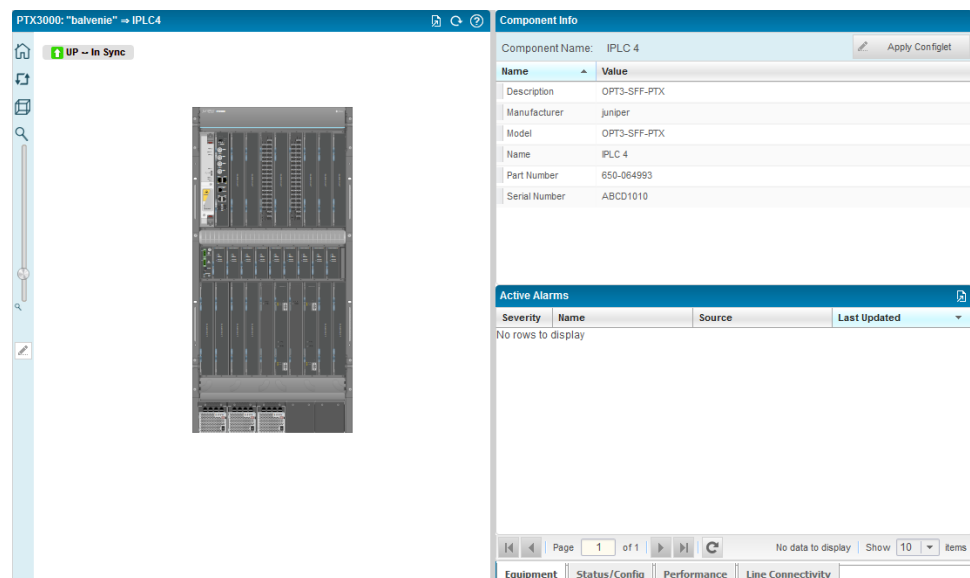 PTX3000: "balvenie" ⇒ IPLC4
UP -- In Sync
Component Info
Component Name: IPLC 4
Apply Configlet
Name Value
Description OPT3-SFF-PTX
Manufacturer juniper
Model OPT3-SFF-PTX
Name IPLC 4
Part Number 650-064993
Serial Number ABCD1010
Active Alarms
Severity Name Source Last Updated
No rows to display
Page 1 of 1 No data to display Show 10 items
Equipment Status/Config Performance Line Connectivity